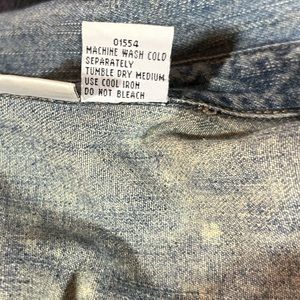 01554
MACHINE WASH COLD
SEPARATELY
TUMBLE DRY MEDIUM
USE COOL IRON
DO NOT BLEACH